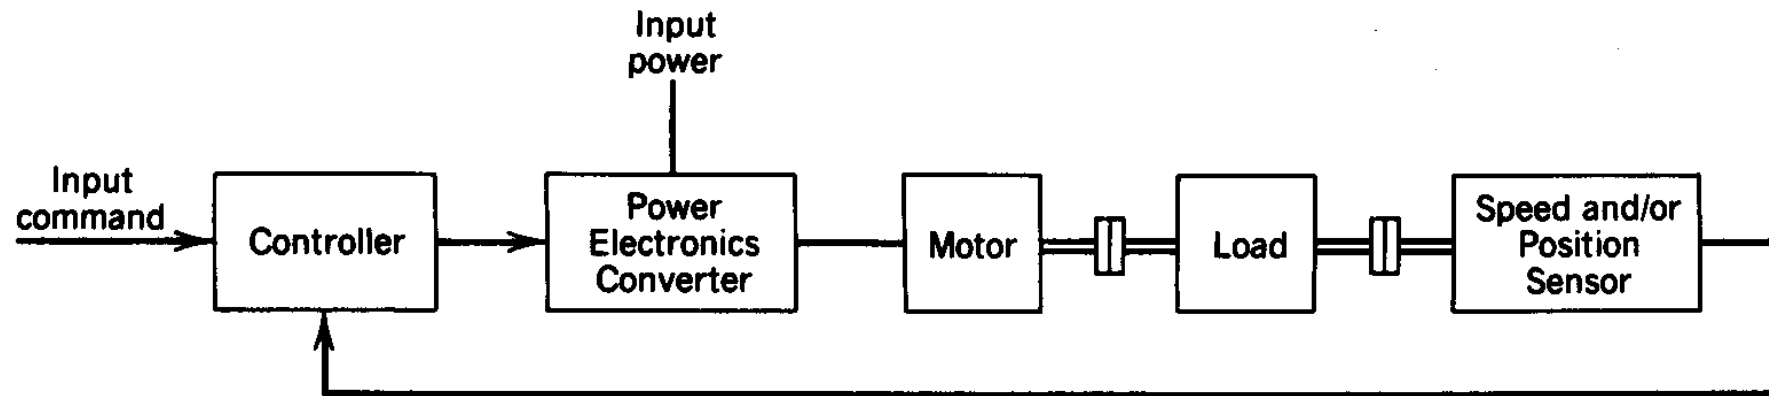 Input
power
Input
command
Controller
Power
Electronics
Converter
Motor
Load
Speed and/or
Position
Sensor